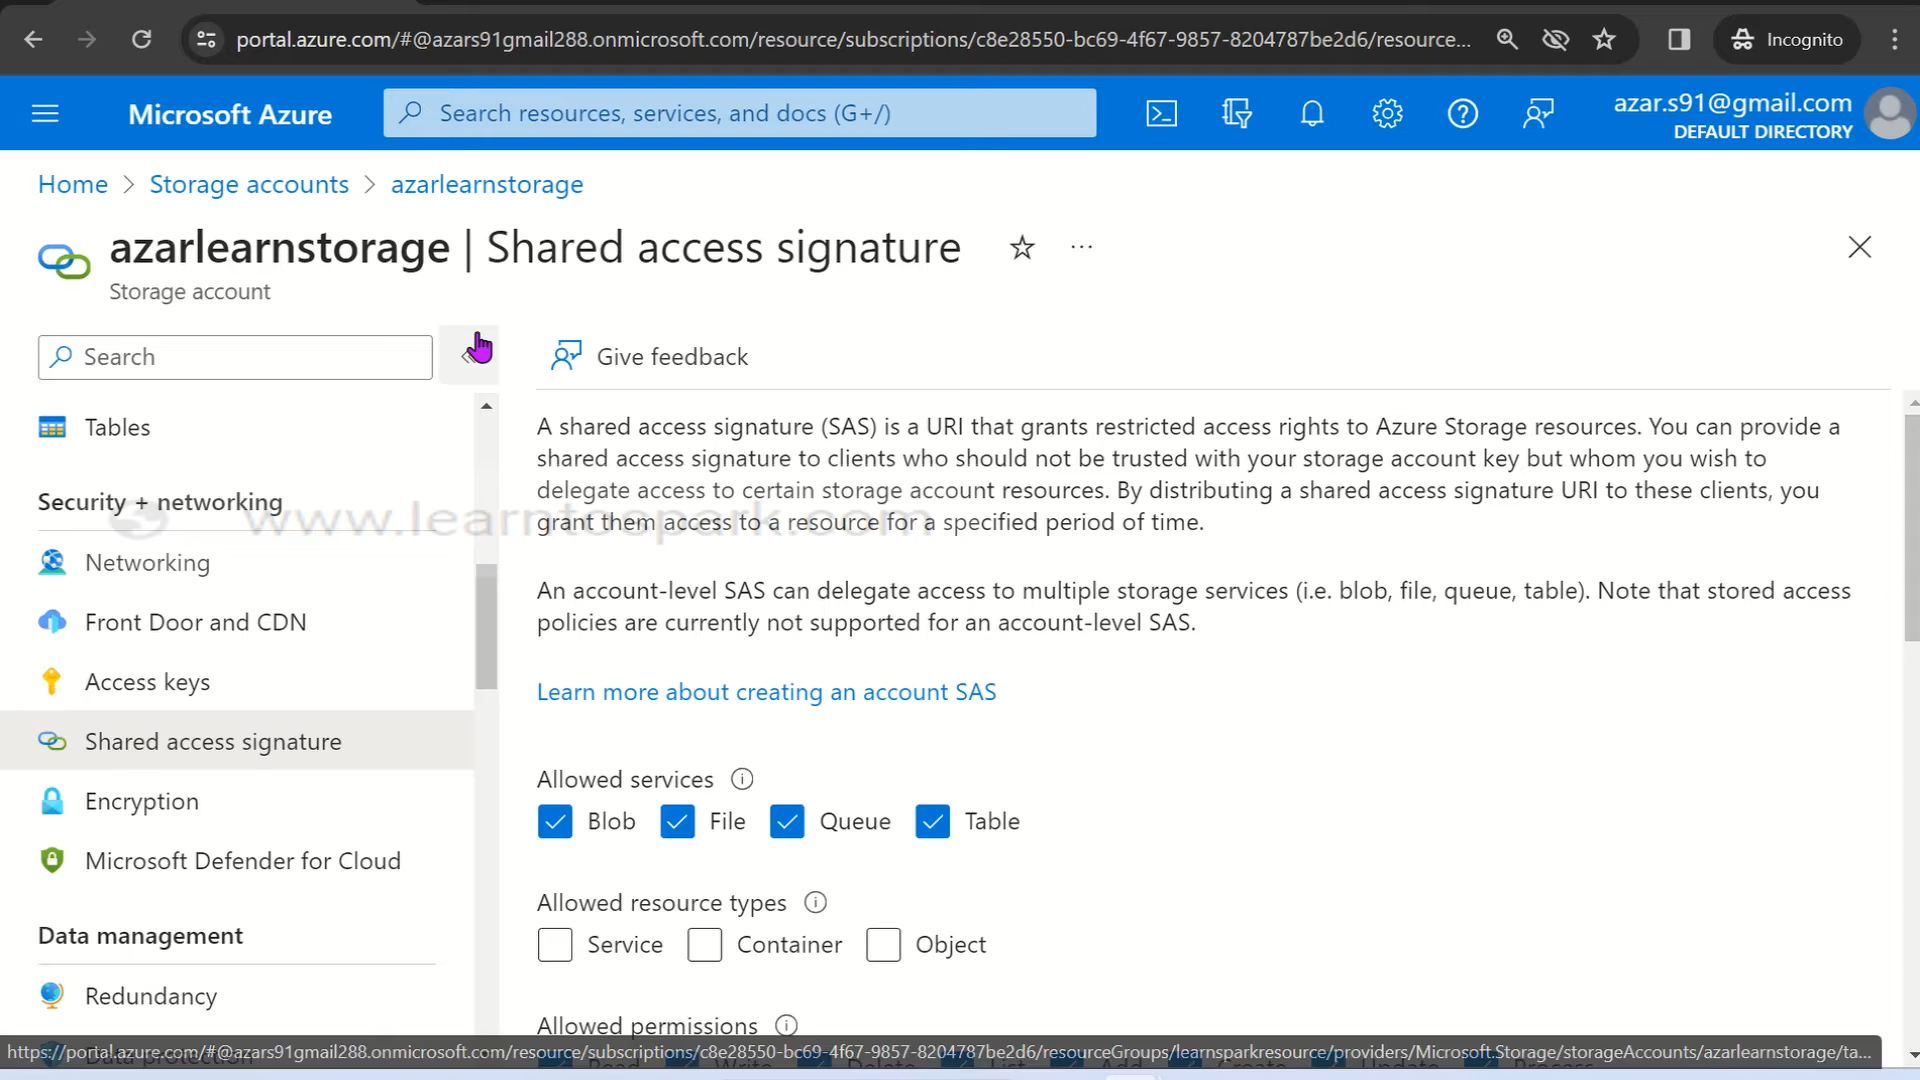 portal.azure.com/#@azars91gmail288.onmicrosoft.com/resource/subscriptions/c8e28550-bc69-4f67-9857-8204787be2d6/resource...
Incognito
Microsoft Azure
Search resources, services, and docs (G+/)
azar.s91@gmail.com
DEFAULT DIRECTORY
Home > Storage accounts > azarlearnstorage
azarlearnstorage | Shared access signature
Storage account
Search
Tables
Security + networking
Networking
Front Door and CDN
Access keys
Shared access signature
Encryption
Microsoft Defender for Cloud
Data management
Redundancy
Give feedback
A shared access signature (SAS) is a URI that grants restricted access rights to Azure Storage resources. You can provide a
shared access signature to clients who should not be trusted with your storage account key but whom you wish to
delegate access to certain storage account resources. By distributing a shared access signature URI to these clients, you
grant them access to a resource for a specified period of time.
www.learntospark.com
An account-level SAS can delegate access to multiple storage services (i.e. blob, file, queue, table). Note that stored access
policies are currently not supported for an account-level SAS.
Learn more about creating an account SAS
Allowed services
Blob File Queue Table
Allowed resource types
Service Container Object
Allowed permissions
https://portal.azure.com/#@azars91gmail288.onmicrosoft.com/resource/subscriptions/c8e28550-bc69-4f67-9857-8204787be2d6/resourceGroups/learnsparkresource/providers/Microsoft.Storage/storageAccounts/azarlearnstorage/ta...